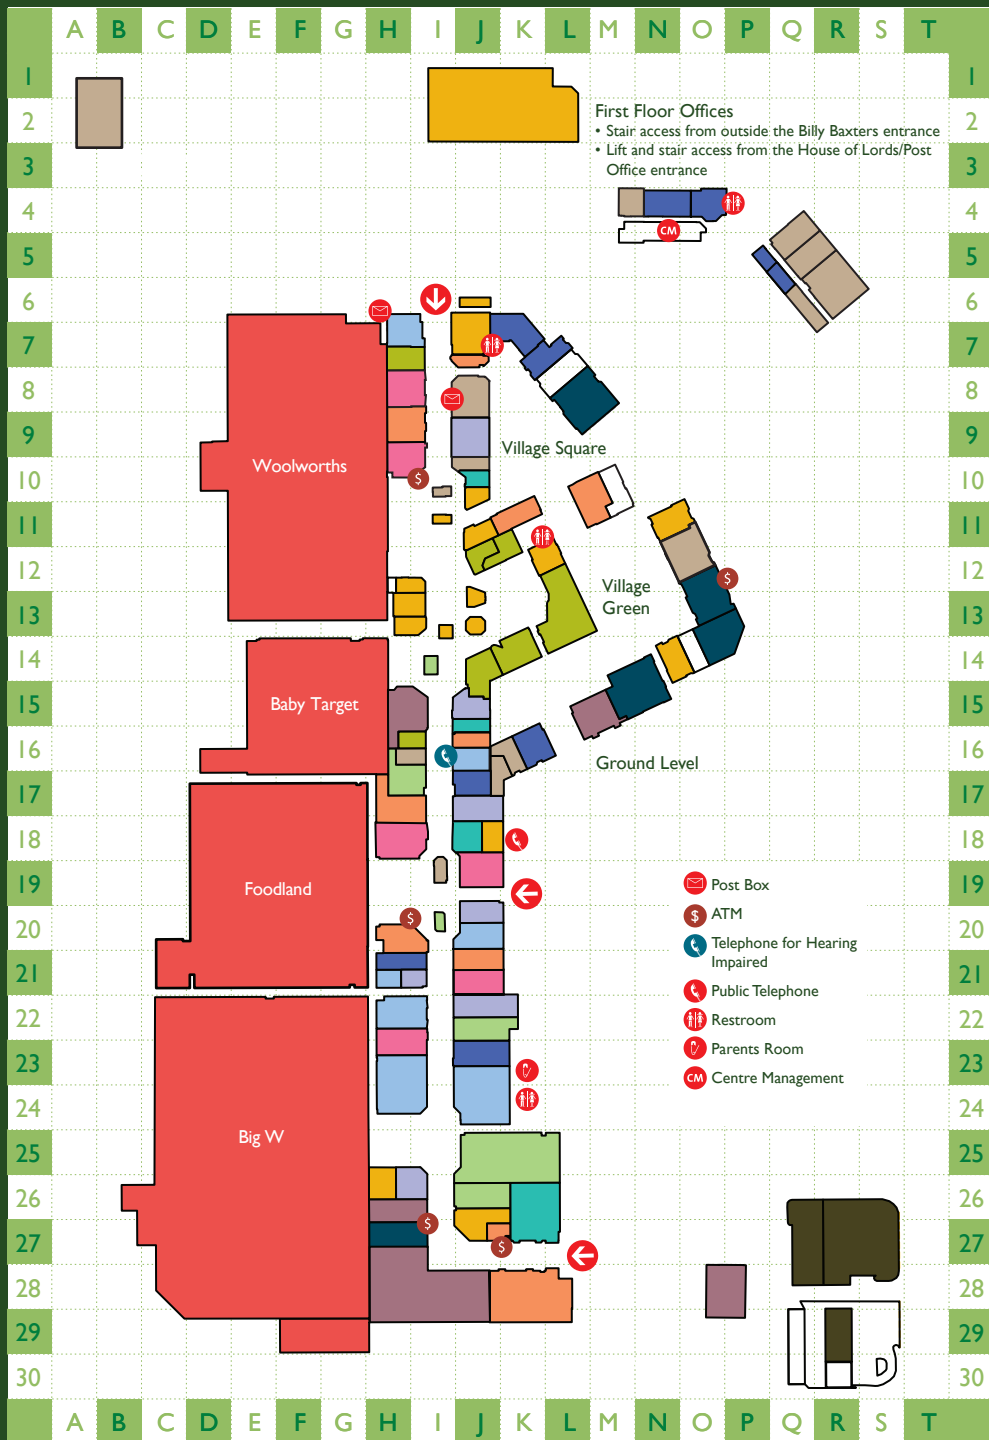 A B C D E F G H I J K L M N O P Q R S T
1 1
First Floor Offices
2 • Stair access from outside the Billy Baxters entrance 2
• Lift and stair access from the House of Lords/Post
3 Office entrance 3
4 4
CM
5 5
6 6
7 7
8 8
9 9
Village Square
Woolworths
10 $ 10
11 11
12 12
$
Village
13 Green 13
14 14
15 Baby Target 15
16 16
Ground Level
17 17
18 18
19 Foodland Post Box 19
20 $ $ ATM 20
Telephone for Hearing
21 Impaired 21
Public Telephone
22 Restroom 22
23 Parents Room 23
CM Centre Management
24 24
Big W
25 25
26 26
$
27 $ 27
28 28
29 29
30 30
A B C D E F G H I J K L M N O P Q R S T